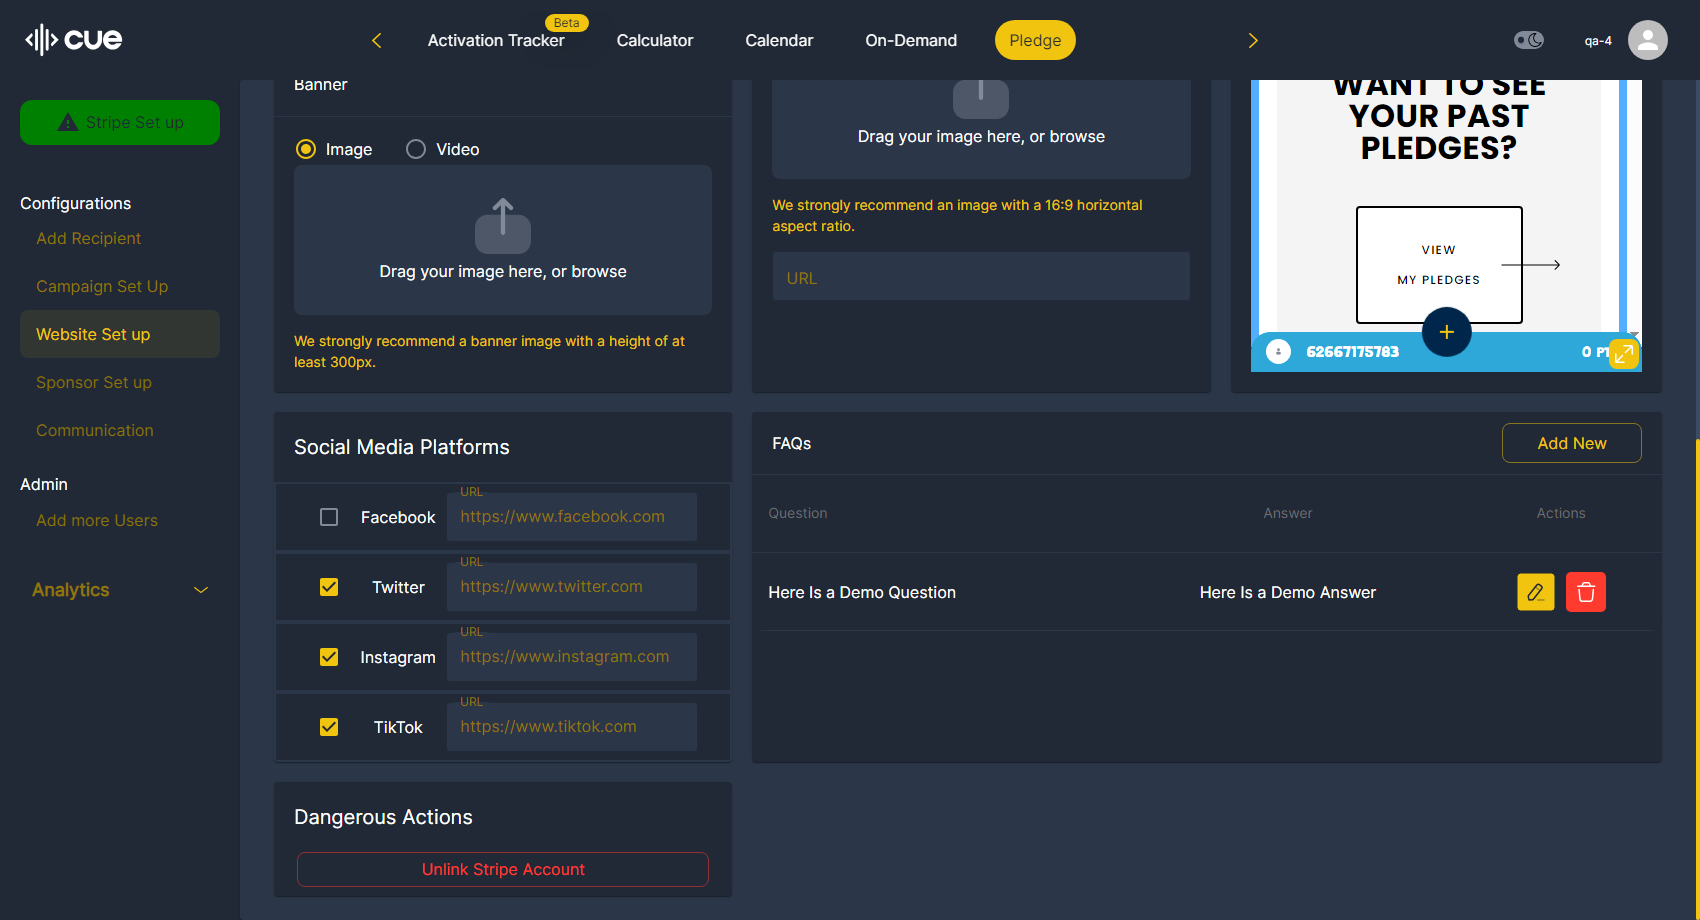 cue
Activation Tracker
Beta
Calculator
Calendar
On-Demand
Pledge
qa-4
Stripe Set up
Configurations
Add Recipient
Campaign Set Up
Website Set up
Sponsor Set up
Communication
Admin
Add more Users
Analytics
Banner
Image
Video
Drag your image here, or browse
We strongly recommend a banner image with a height of at
least 300px.
Drag your image here, or browse
We strongly recommend an image with a 16:9 horizontal
aspect ratio.
URL
WANT TO SEE
YOUR PAST
PLEDGES?
VIEW
MY PLEDGES
62667175783
0
Social Media Platforms
Facebook
URL
https://www.facebook.com
Twitter
URL
https://www.twitter.com
Instagram
URL
https://www.instagram.com
TikTok
URL
https://www.tiktok.com
FAQs
Add New
Question
Answer
Actions
Here Is a Demo Question
Here Is a Demo Answer
Dangerous Actions
Unlink Stripe Account